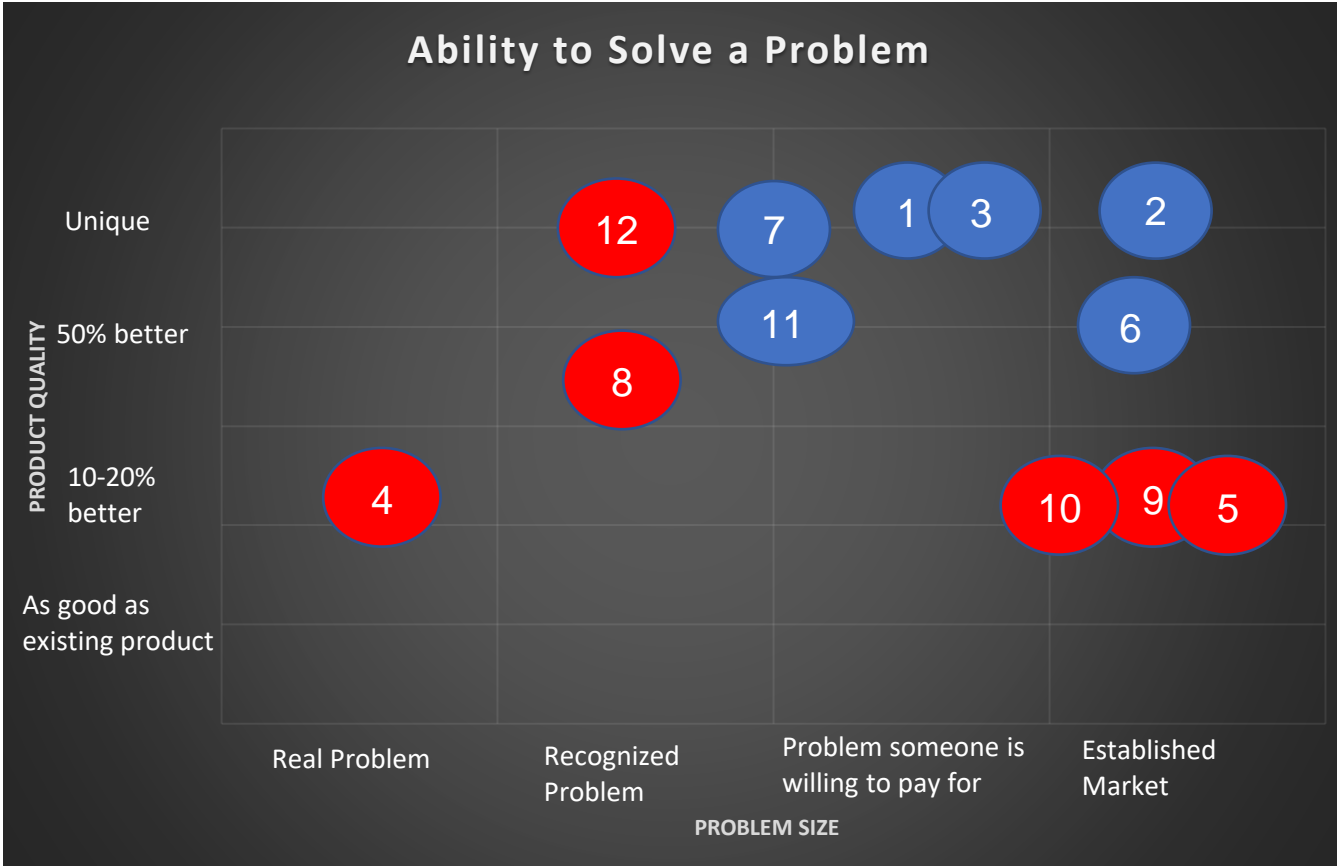 Ability to Solve a Problem
PRODUCT QUALITY
Unique
50% better
10-20%
better
As good as
existing product
12
7
1
3
2
11
6
8
4
10
9
5
Real Problem
Recognized
Problem
Problem someone is
willing to pay for
Established
Market
PROBLEM SIZE